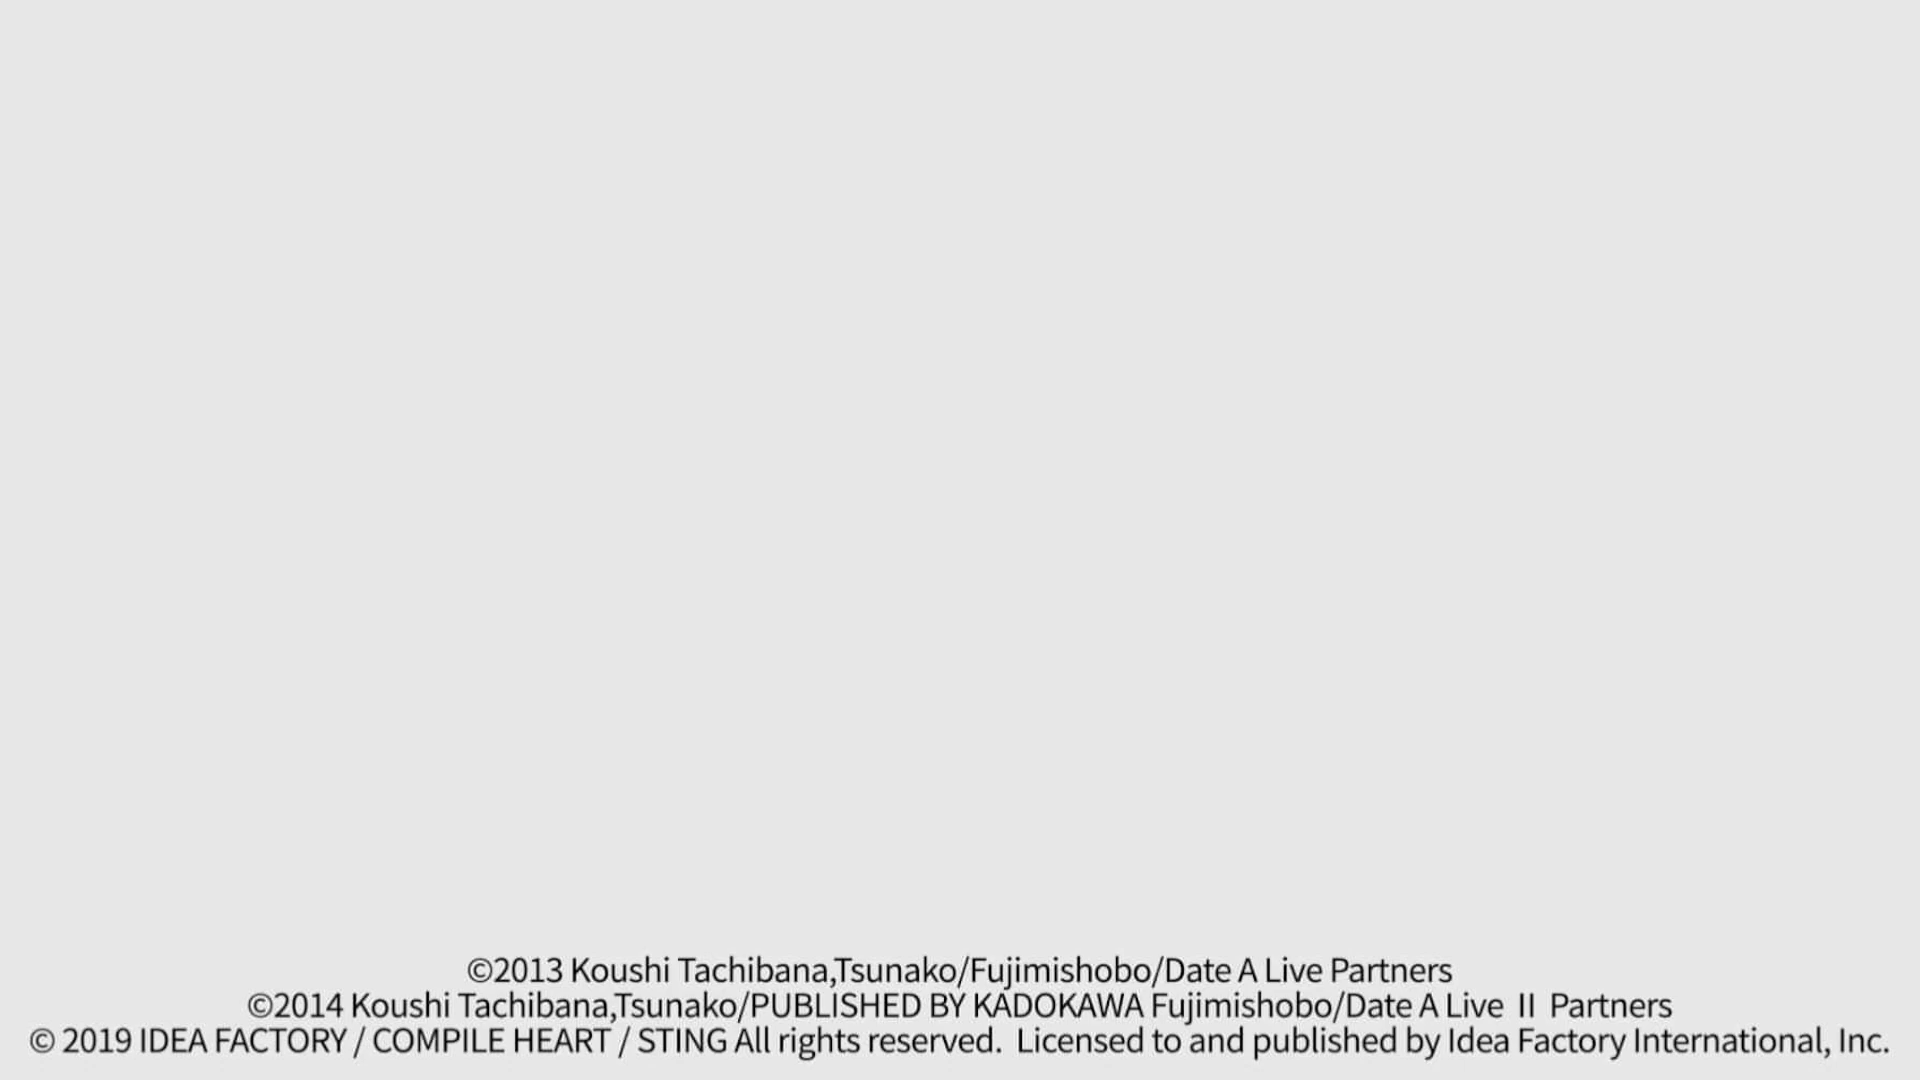 ©2013 Koushi Tachibana,Tsunako/Fujimishobo/Date A Live Partners
©2014 Koushi Tachibana,Tsunako/PUBLISHED BY KADOKAWA Fujimishobo/Date A Live Ⅱ Partners
© 2019 IDEA FACTORY / COMPILE HEART / STING All rights reserved. Licensed to and published by Idea Factory International, Inc.